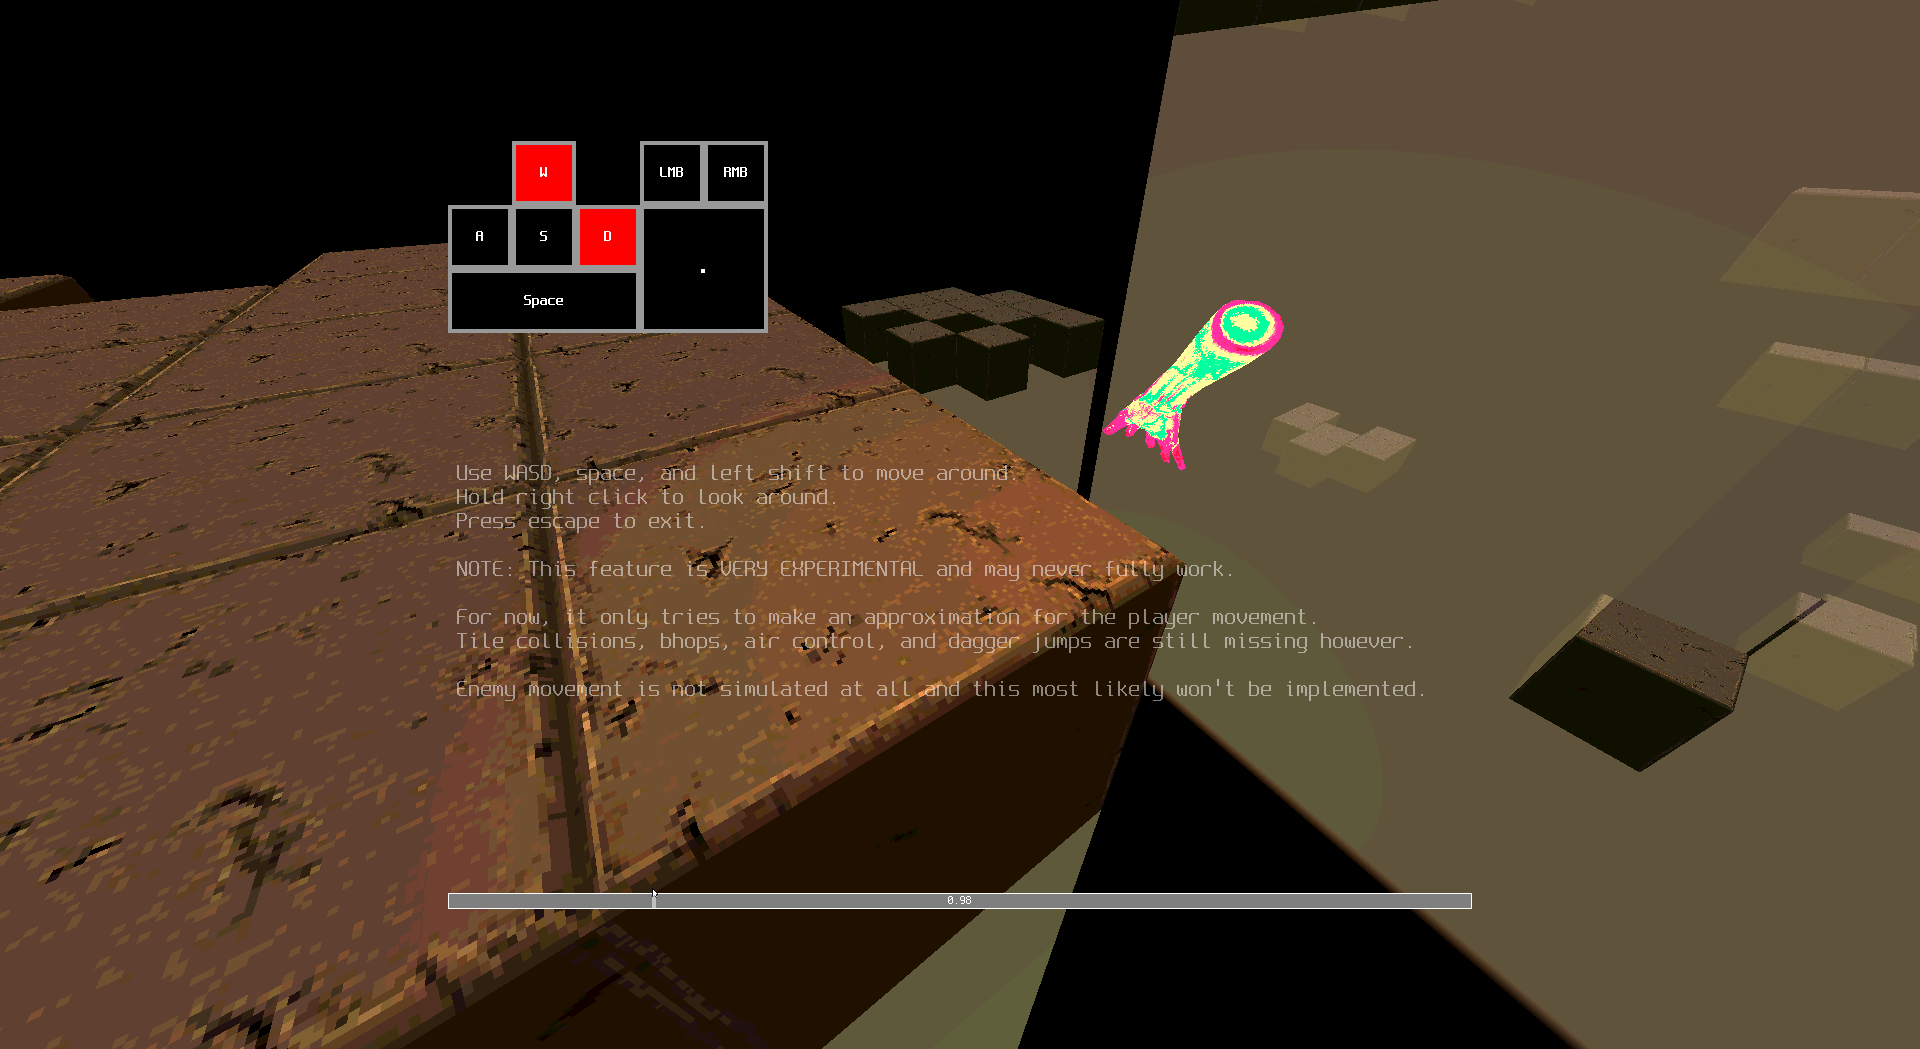 W
LMB
RMB
A
S
D
Space
Use WASD, space, and left shift to move around.
Hold right click to look around.
Press escape to exit.
NOTE: This feature is VERY EXPERIMENTAL and may never fully work.
For now, it only tries to make an approximation for the player movement.
Tile collisions, bhops, air control, and dagger jumps are still missing however.
Enemy movement is not simulated at all and this most likely won't be implemented.
0.98